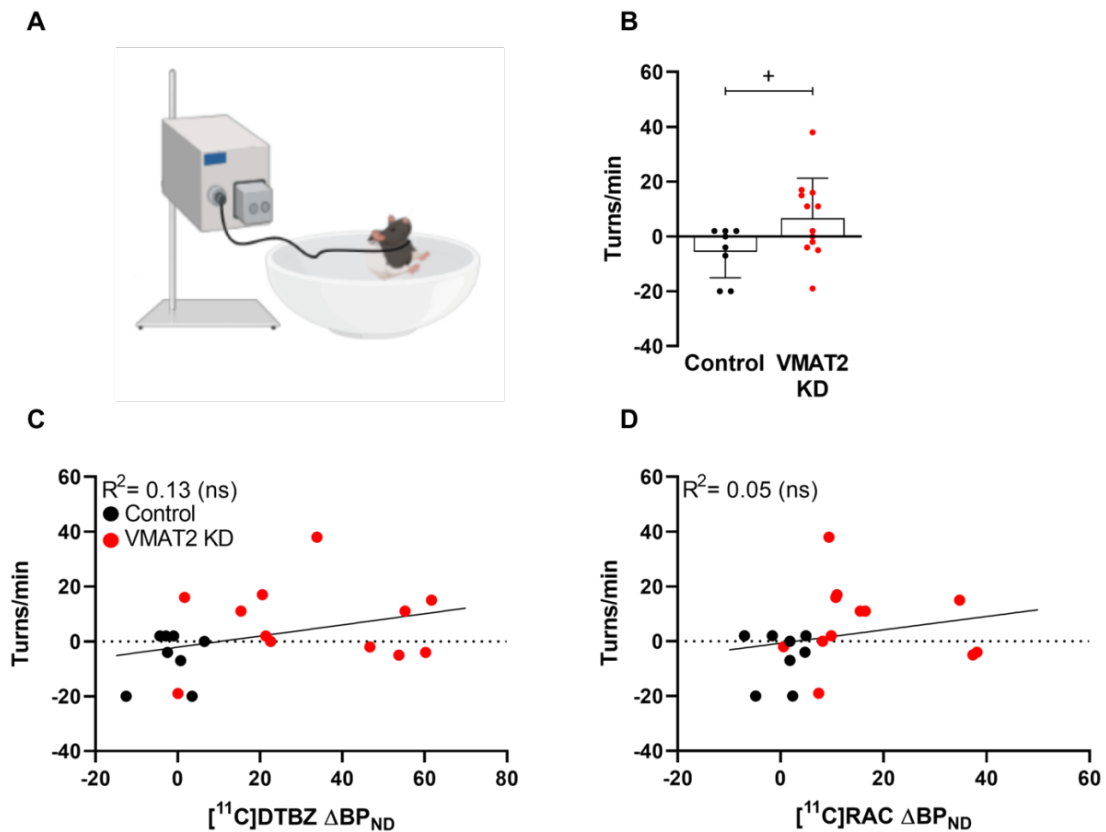 A
B
60
40
20
0
-20
-40
Turns/min
+
Control
VMAT2
KD
C
60
40
20
0
-20
-40
Turns/min
R²= 0.13 (ns)
Control
VMAT2 KD
-20 0 20 40 60 80
[¹¹C]DTBZ ΔBPND
D
60
40
20
0
-20
-40
Turns/min
R²= 0.05 (ns)
-20 0 20 40 60
[¹¹C]RAC ΔBPND